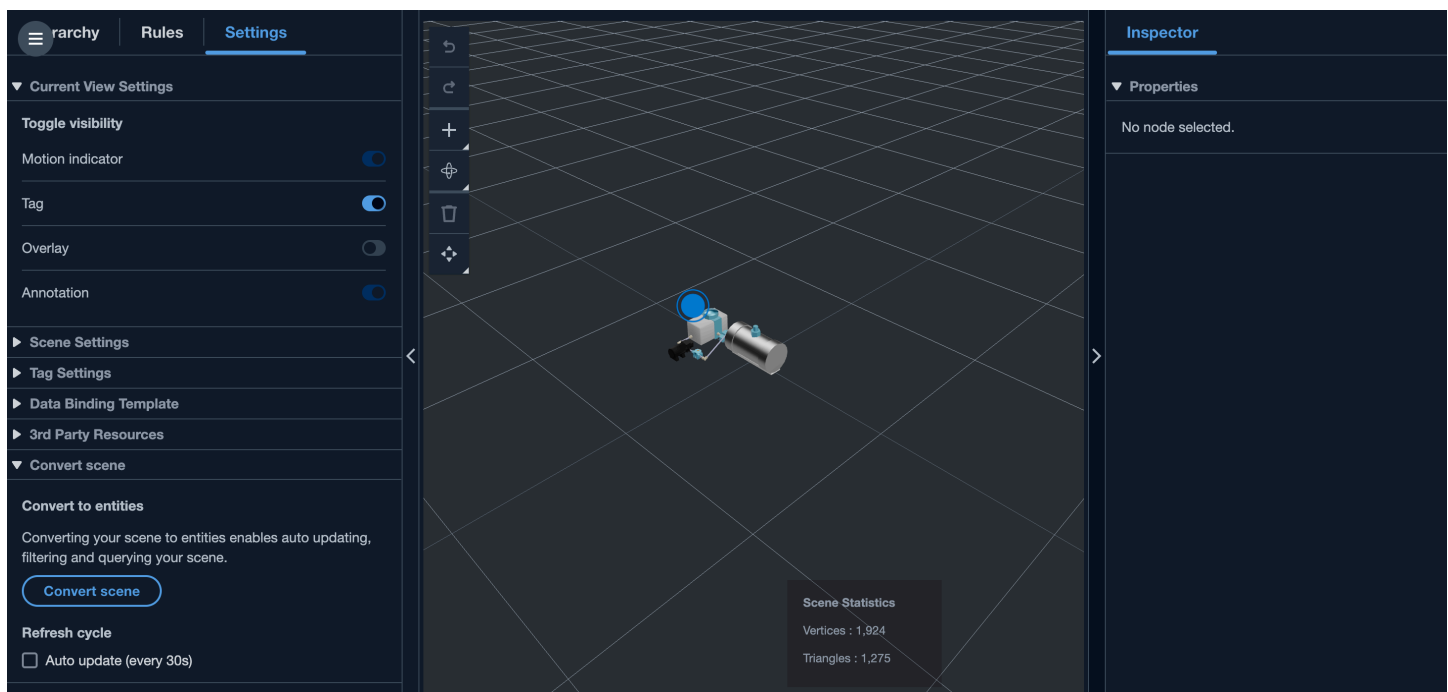 rarchy
Rules
Settings
Current View Settings
Toggle visibility
Motion indicator
Tag
Overlay
Annotation
Scene Settings
Tag Settings
Data Binding Template
3rd Party Resources
Convert scene
Convert to entities
Converting your scene to entities enables auto updating,
filtering and querying your scene.
Convert scene
Refresh cycle
Auto update (every 30s)
Scene Statistics
Vertices : 1,924
Triangles : 1,275
Inspector
Properties
No node selected.